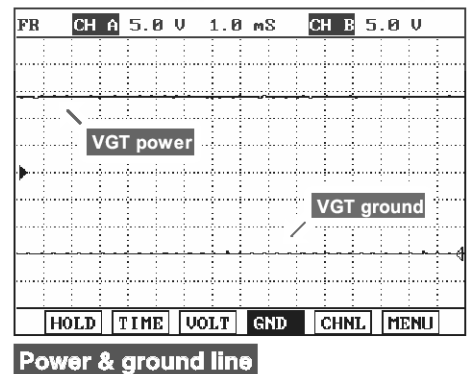 FR CH A 5.0 V 1.0 mS CH B 5.0 V
VGT power
VGT ground
HOLD TIME VOLT GND CHNL MENU
Power & ground line